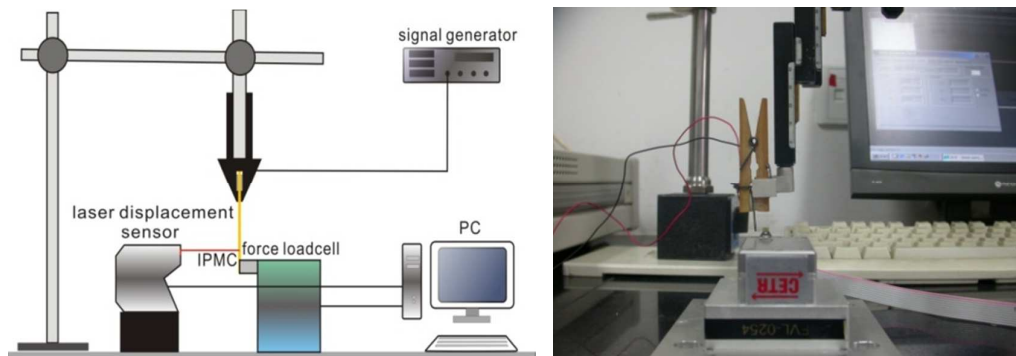 signal generator
laser displacement
sensor
force loadcell
IPMC
PC
CETR
FVL-0254